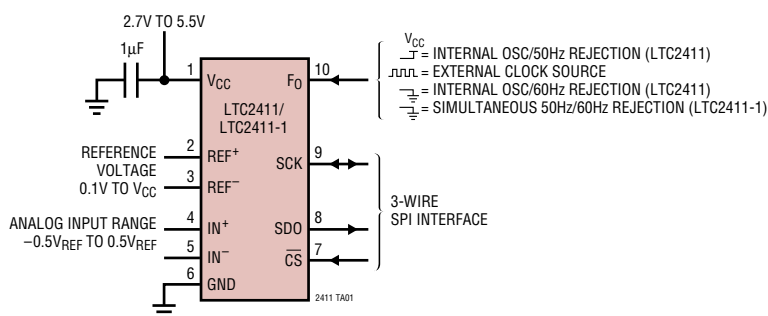 2.7V TO 5.5V
1µF
1
VCC
LTC2411/
LTC2411-1
FO
10
VCC
= INTERNAL OSC/50Hz REJECTION (LTC2411)
= EXTERNAL CLOCK SOURCE
= INTERNAL OSC/60Hz REJECTION (LTC2411)
= SIMULTANEOUS 50Hz/60Hz REJECTION (LTC2411-1)
REFERENCE
VOLTAGE
0.1V TO VCC
2
REF+
3
REF–
SCK
9
3-WIRE
SPI INTERFACE
ANALOG INPUT RANGE
–0.5VREF TO 0.5VREF
4
IN+
5
IN–
SDO
8
CS
7
6
GND
2411 TA01